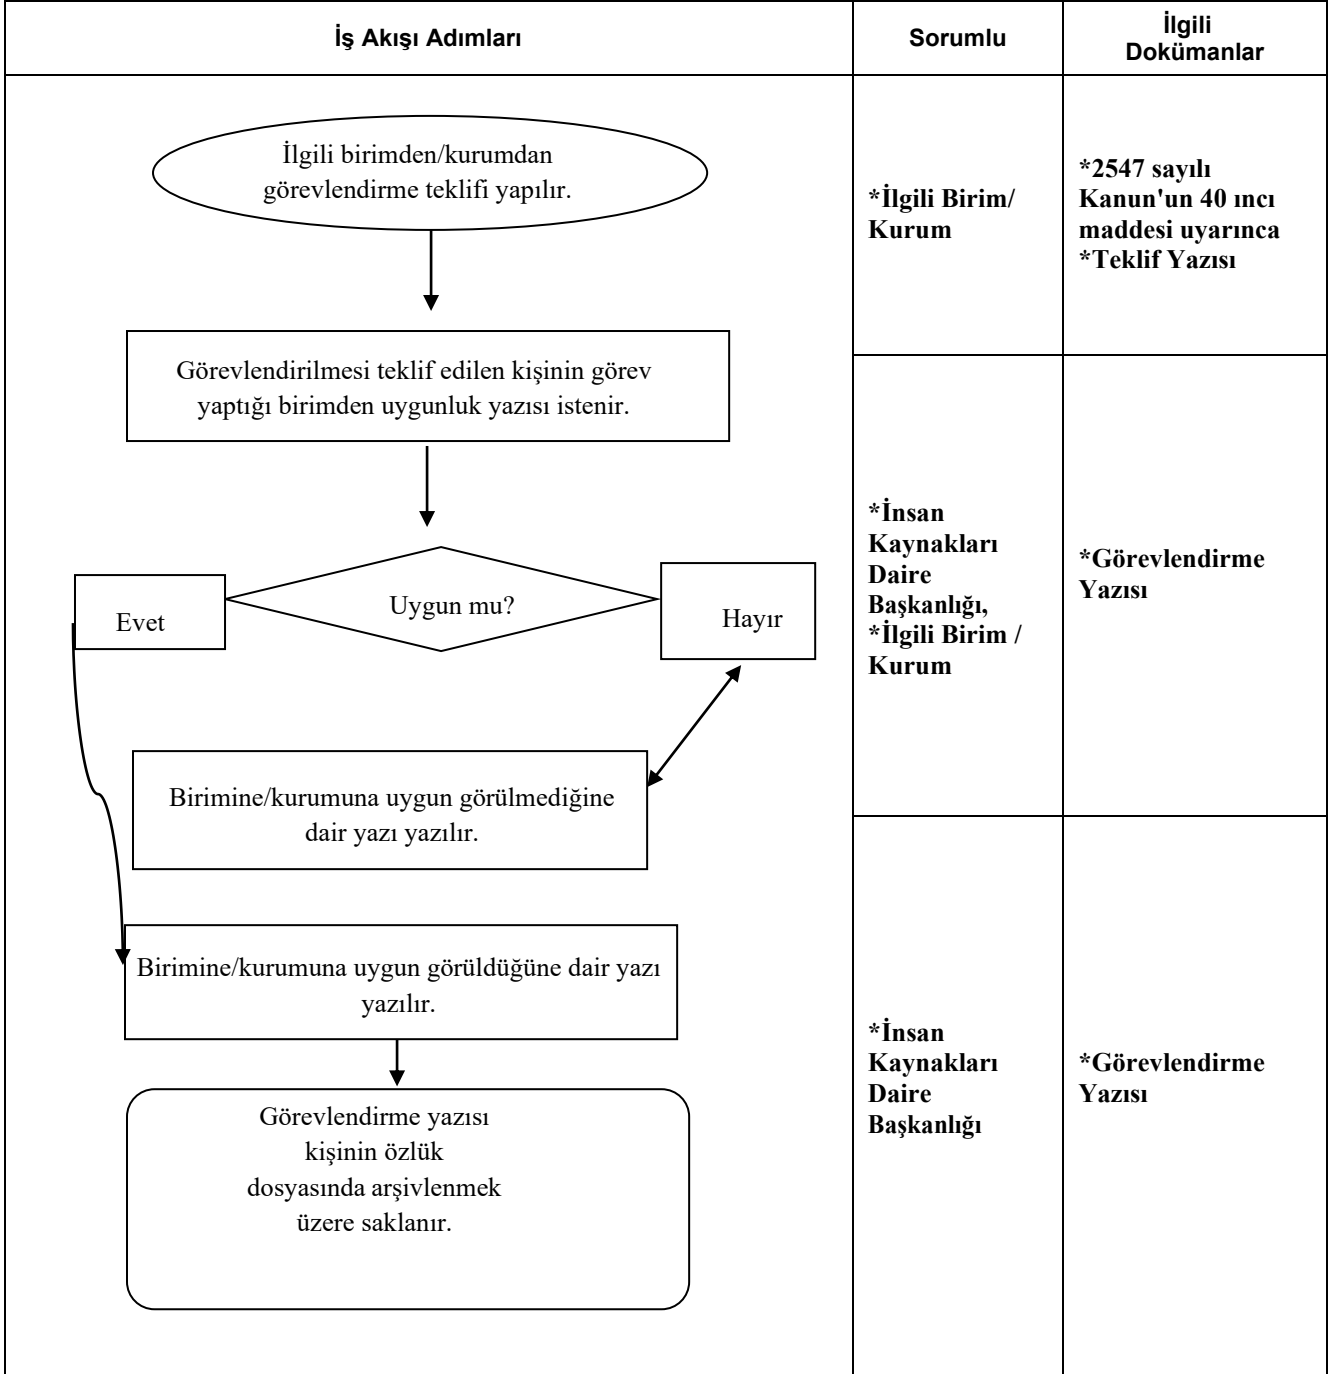 İş Akışı Adımları
Sorumlu
İlgili
Dokümanlar
İlgili birimden/kurumdan
görevlendirme teklifi yapılır.
*İlgili Birim/
Kurum
*2547 sayılı
Kanun'un 40 ıncı
maddesi uyarınca
*Teklif Yazısı
Görevlendirilmesi teklif edilen kişinin görev
yaptığı birimden uygunluk yazısı istenir.
Evet
Uygun mu?
Hayır
*İnsan
Kaynakları
Daire
Başkanlığı,
*İlgili Birim /
Kurum
*Görevlendirme
Yazısı
Birimine/kurumuna uygun görülmediğine
dair yazı yazılır.
Birimine/kurumuna uygun görüldüğüne dair yazı
yazılır.
Görevlendirme yazısı
kişinin özlük
dosyasında arşivlenmek
üzere saklanır.
*İnsan
Kaynakları
Daire
Başkanlığı
*Görevlendirme
Yazısı